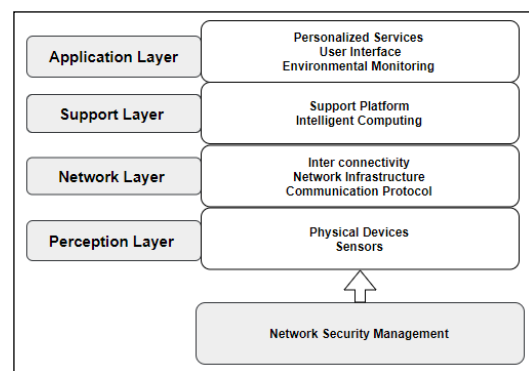 Application Layer
Personalized Services
User Interface
Environmental Monitoring
Support Layer
Support Platform
Intelligent Computing
Network Layer
Inter connectivity
Network Infrastructure
Communication Protocol
Perception Layer
Physical Devices
Sensors
Network Security Management